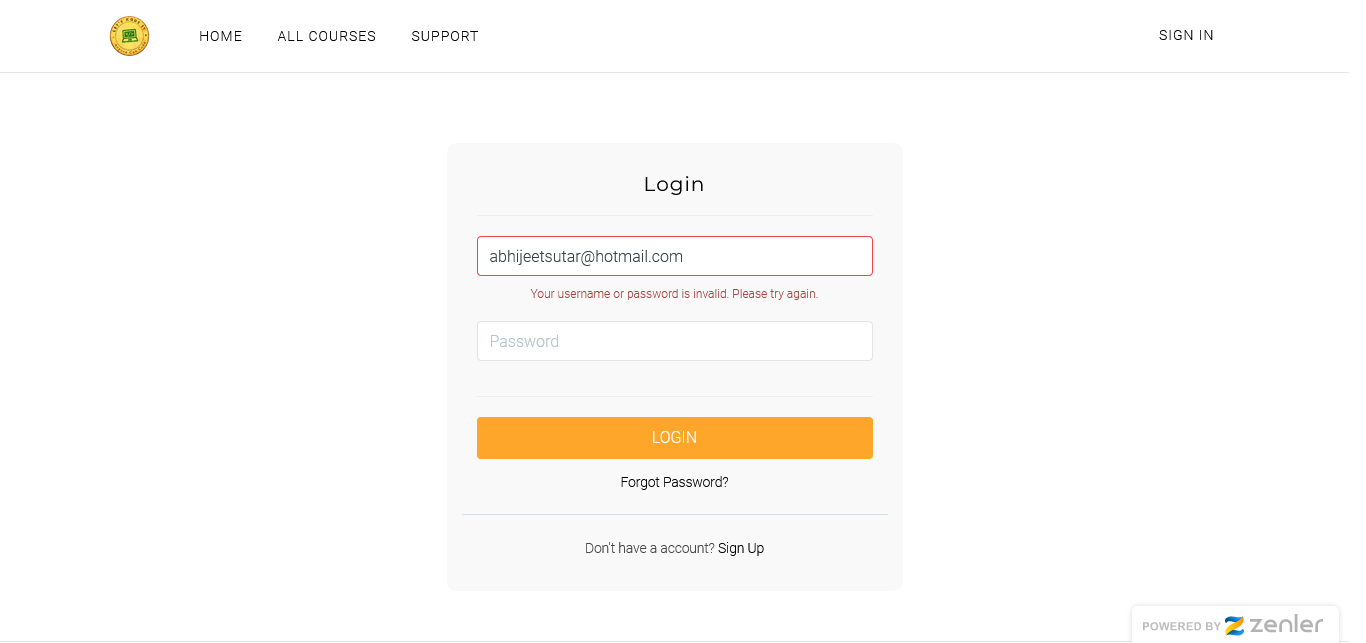 HOME ALL COURSES SUPPORT SIGN IN
Login
abhijeetsutar@hotmail.com
Your username or password is invalid. Please try again.
Password
LOGIN
Forgot Password?
Don't have a account? Sign Up
POWERED BY zenler